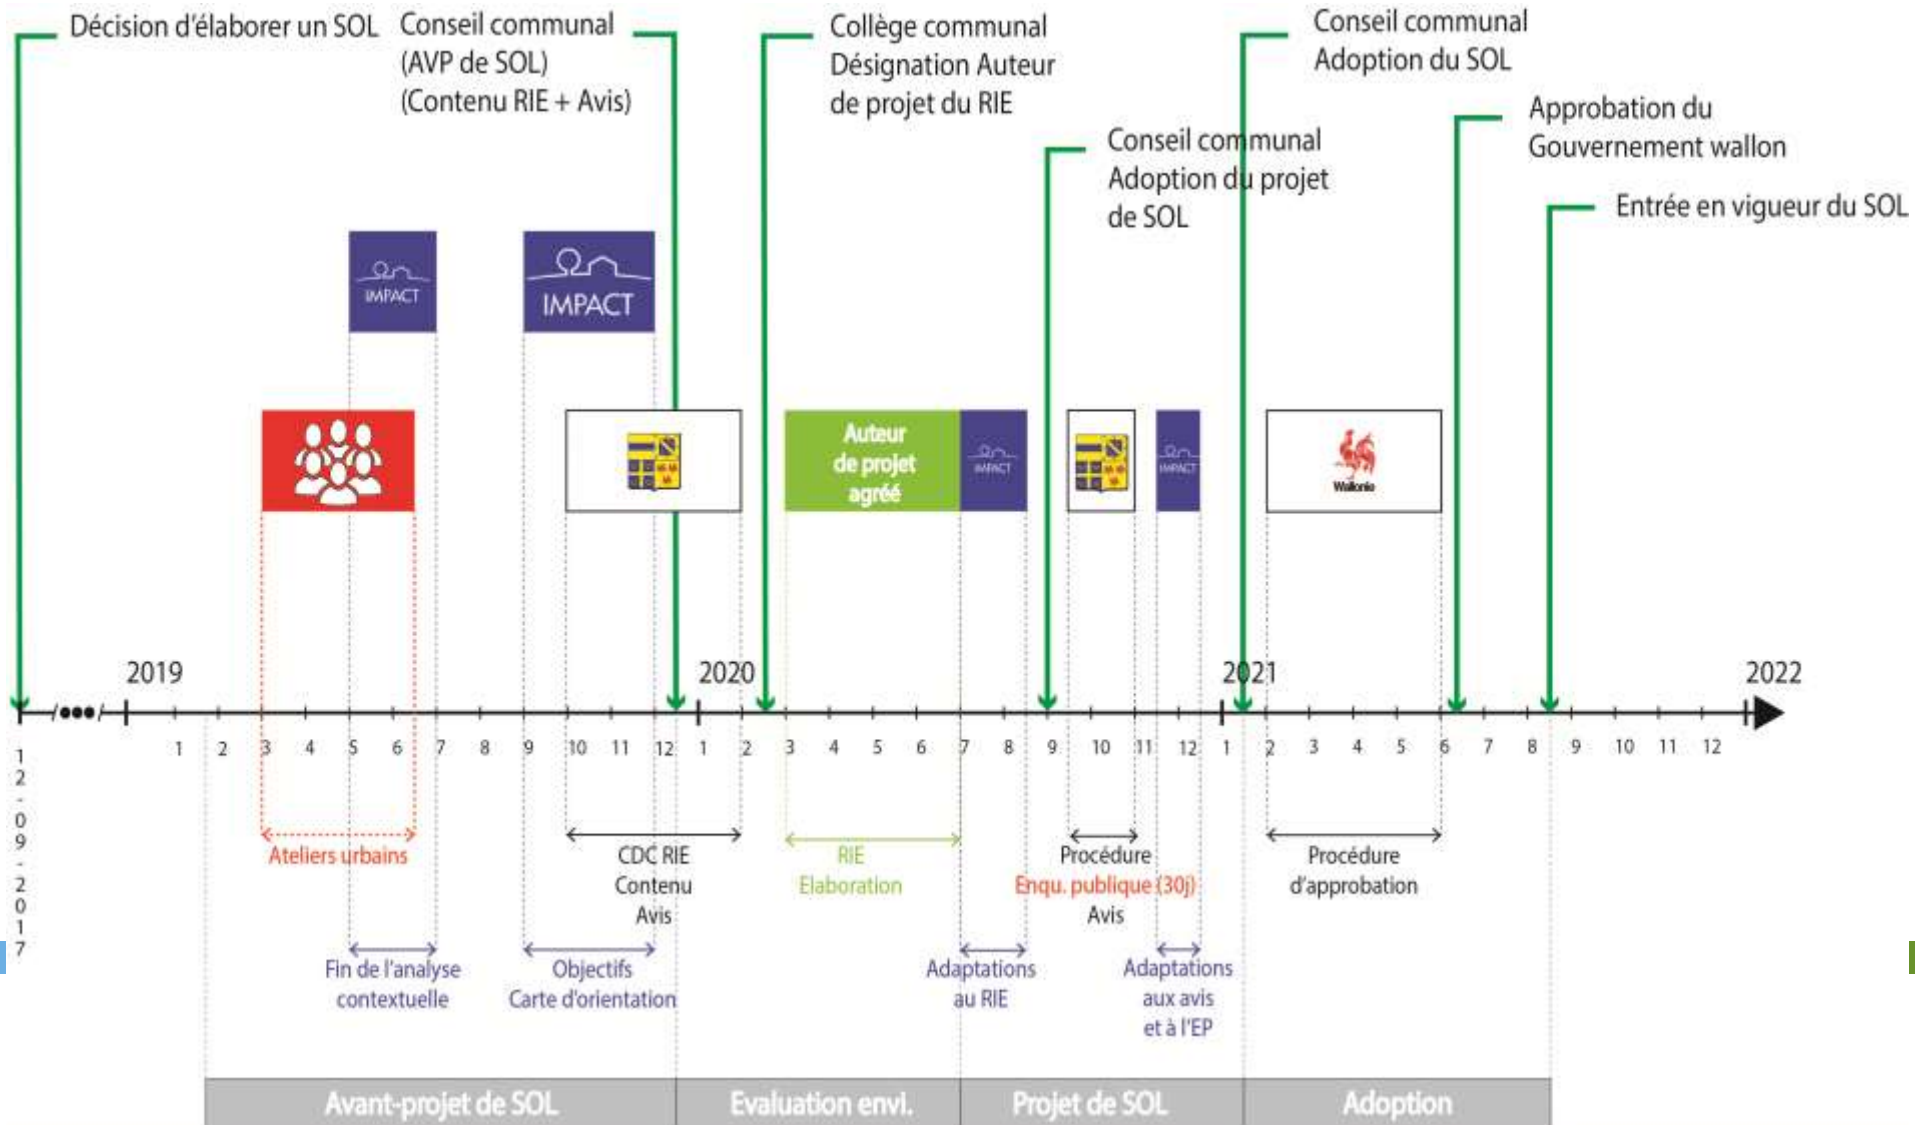 Décision d'élaborer un SOL
Conseil communal
(AVP de SOL)
(Contenu RIE + Avis)
Collège communal
Désignation Auteur
de projet du RIE
Conseil communal
Adoption du projet
de SOL
Conseil communal
Adoption du SOL
Approbation du
Gouvernement wallon
Entrée en vigueur du SOL
IMPACT
IMPACT
Auteur
de projet
agréé
IMPACT
IMPACT
Wallonie
2019
2020
2021
2022
12-09-2017
1 2 3 4 5 6 7 8 9 10 11 12 1 2 3 4 5 6 7 8 9 10 11 12 1 2 3 4 5 6 7 8 9 10 11 12
Ateliers urbains
CDC RIE
Contenu
Avis
RIE
Elaboration
Procédure
Enqu. publique (30j)
Avis
Procédure
d'approbation
Fin de l'analyse
contextuelle
Objectifs
Carte d'orientation
Adaptations
au RIE
Adaptations
aux avis
et à l'EP
Avant-projet de SOL
Evaluation envi.
Projet de SOL
Adoption